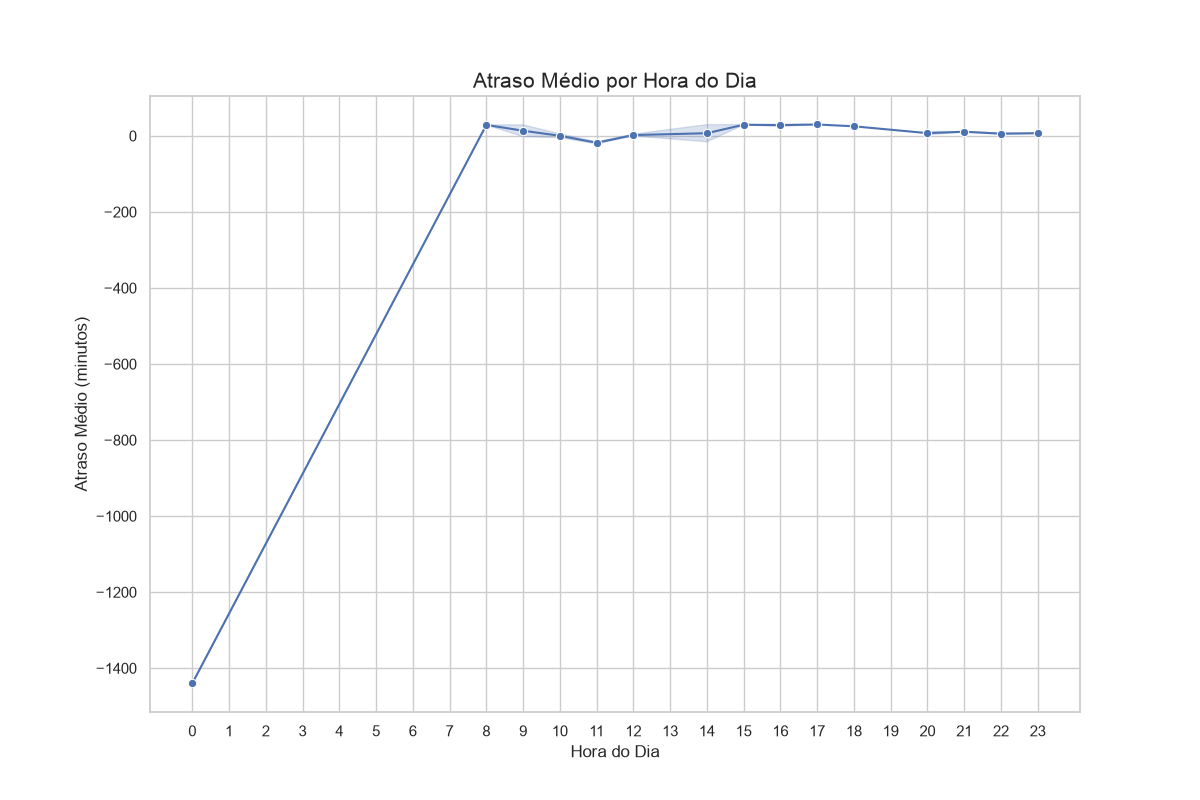 Atraso Médio por Hora do Dia
Atraso Médio (minutos)
0
−200
−400
−600
−800
−1000
−1200
−1400
0 1 2 3 4 5 6 7 8 9 10 11 12 13 14 15 16 17 18 19 20 21 22 23
Hora do Dia